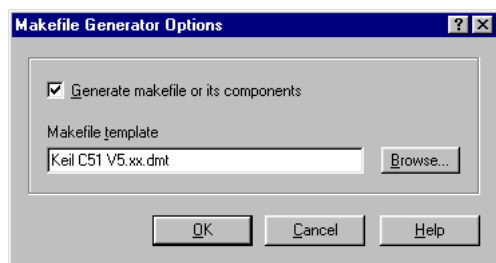 Makefile Generator Options
Generate makefile or its components
Makefile template
Keil C51 V5.xx.dmt
Browse...
OK
Cancel
Help